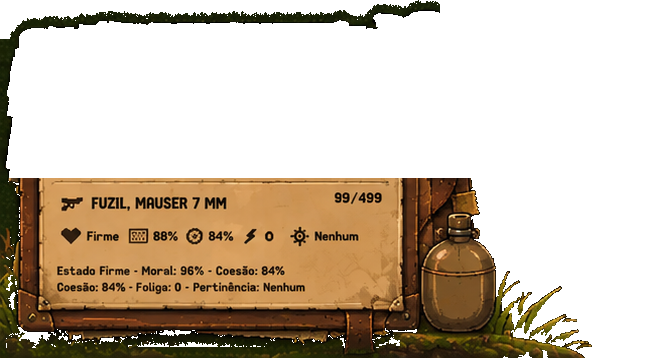 FUZIL, MAUSER 7 MM 99/499
Firme 88% 84% 0 Nenhum
Estado Firme - Moral: 96% - Coesão: 84%
Coesão: 84% - Foliga: 0 - Pertinência: Nenhum